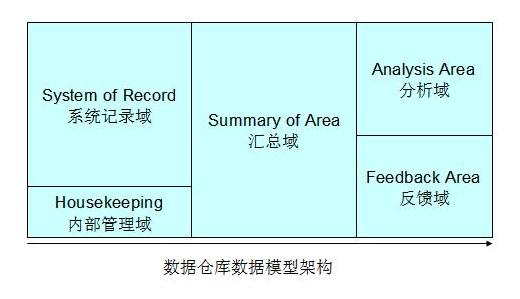 System of Record
系统记录域
Housekeeping
内部管理域
Summary of Area
汇总域
Analysis Area
分析域
Feedback Area
反馈域
数据仓库数据模型架构